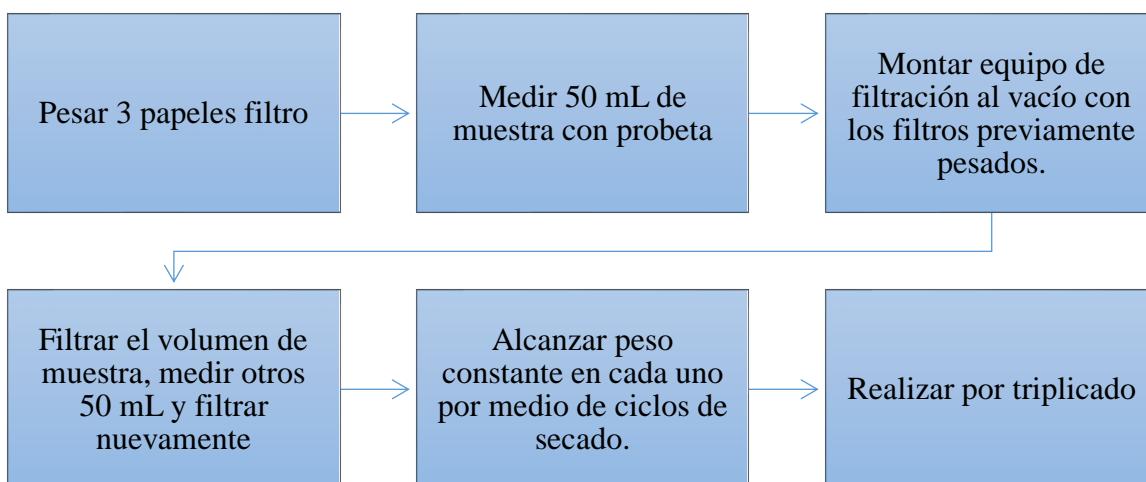 Pesar 3 papeles filtro
Medir 50 mL de
muestra con probeta
Montar equipo de
filtración al vacío con
los filtros previamente
pesados.
Filtrar el volumen de
muestra, medir otros
50 mL y filtrar
nuevamente
Alcanzar peso
constante en cada uno
por medio de ciclos de
secado.
Realizar por triplicado